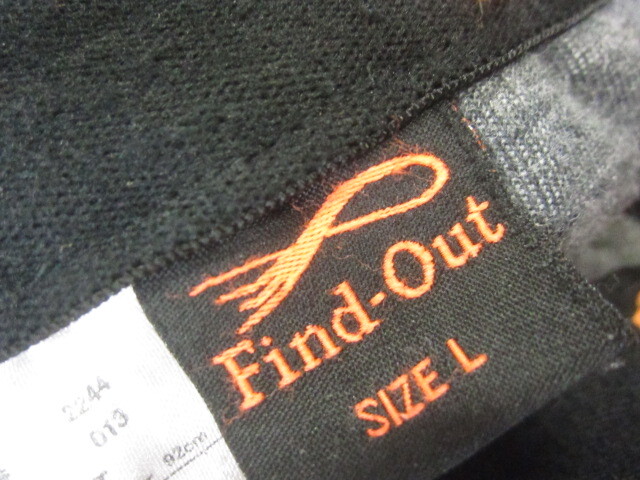 Find-Out
SIZE L
2244
013
92cm